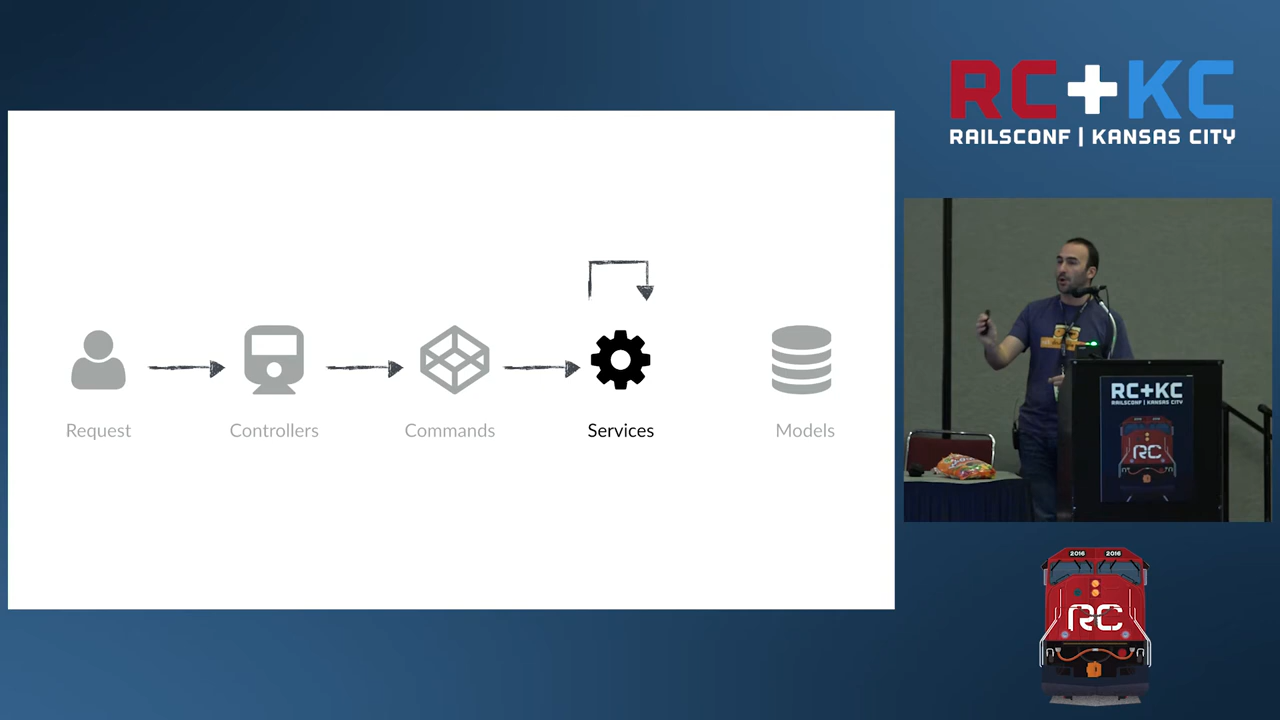 RC+KC
RAILSCONF | KANSAS CITY
Request
Controllers
Commands
Services
Models
RC+KC
RAILSCONF | KANSAS CITY
RC
2016 2016
RC